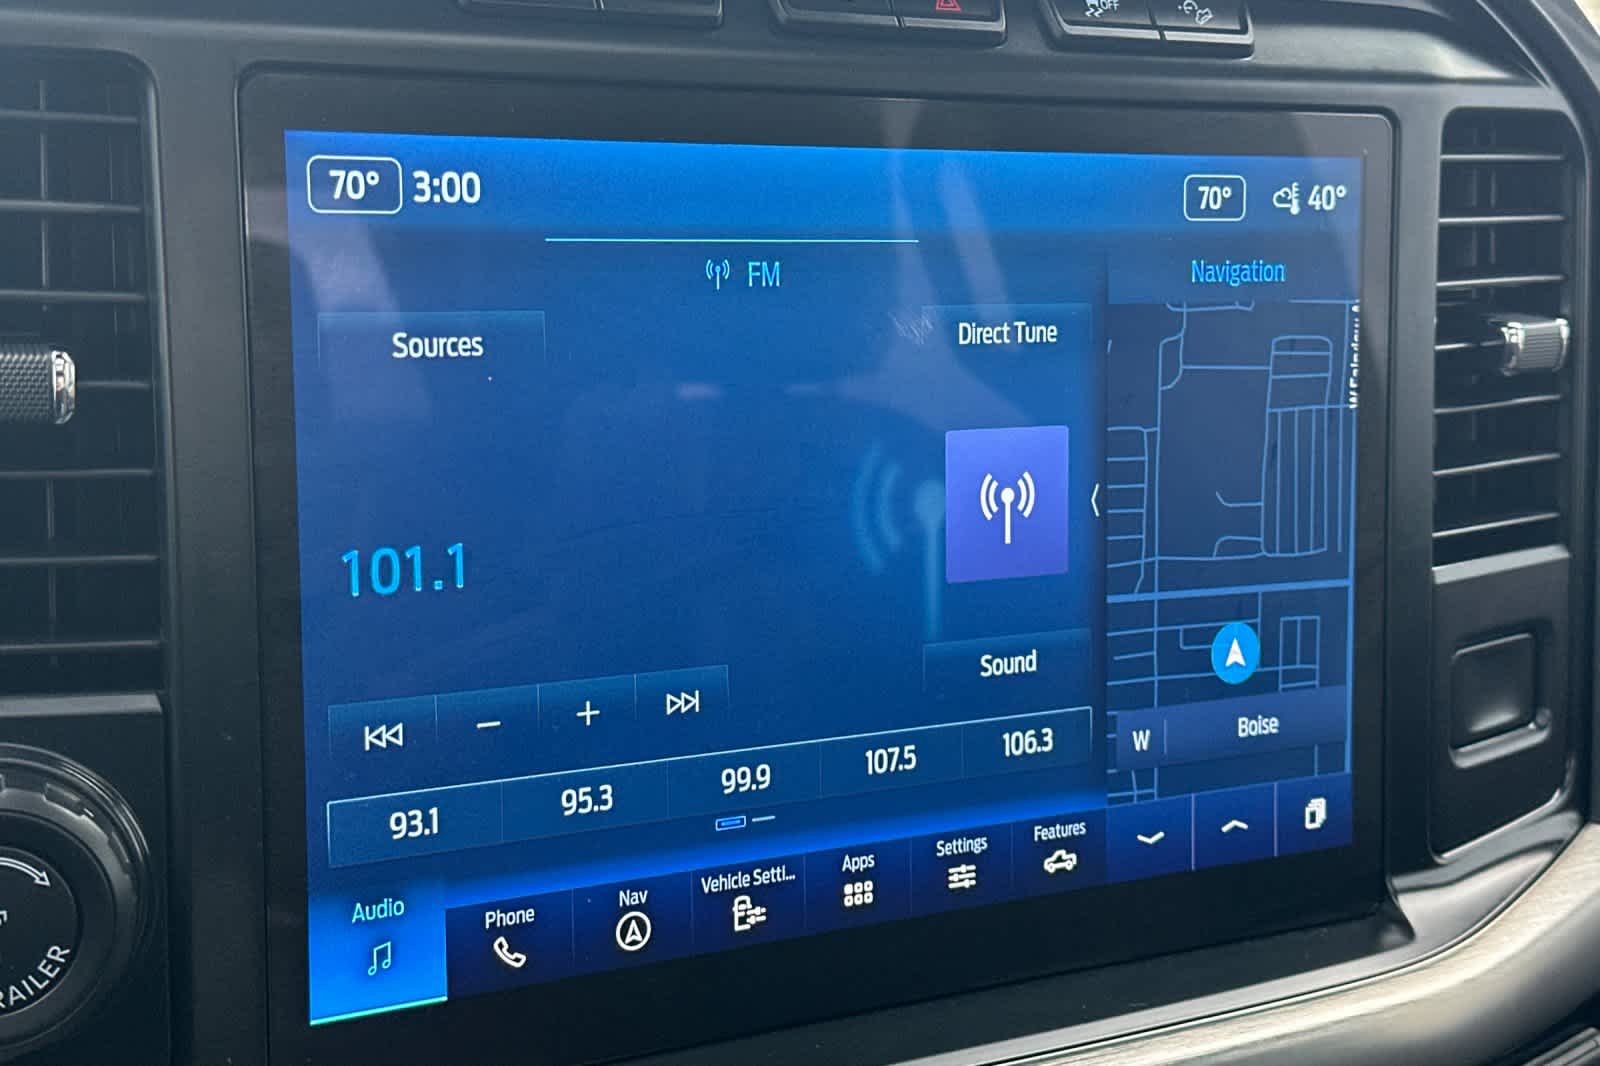 OFF
70° 3:00
70° 40°
FM
Navigation
Sources
Direct Tune
101.1
Sound
W Boise
93.1 95.3 99.9 107.5 106.3
Audio
Phone
Nav
Vehicle Setti...
Apps
Settings
Features